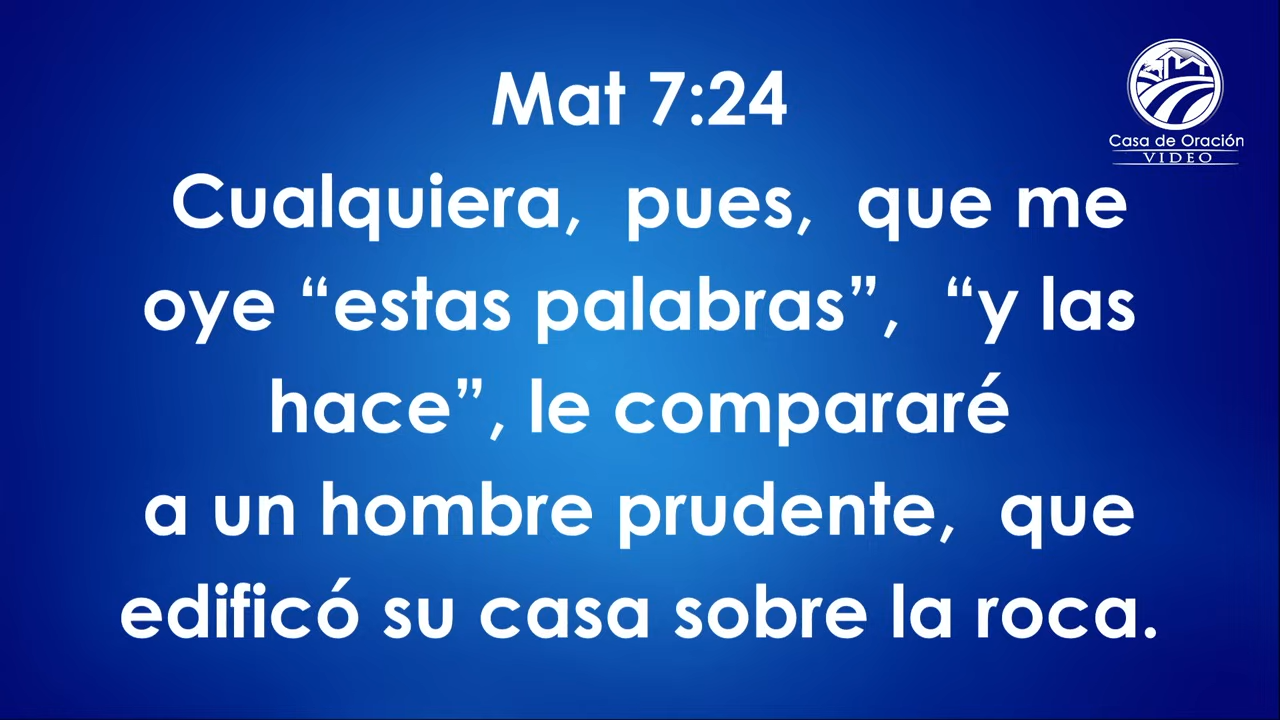 Mat 7:24
Casa de Oración
VIDEO
Cualquiera,  pues,  que me
oye “estas palabras”,  “y las
hace”, le compararé
a un hombre prudente,  que
edificó su casa sobre la roca.